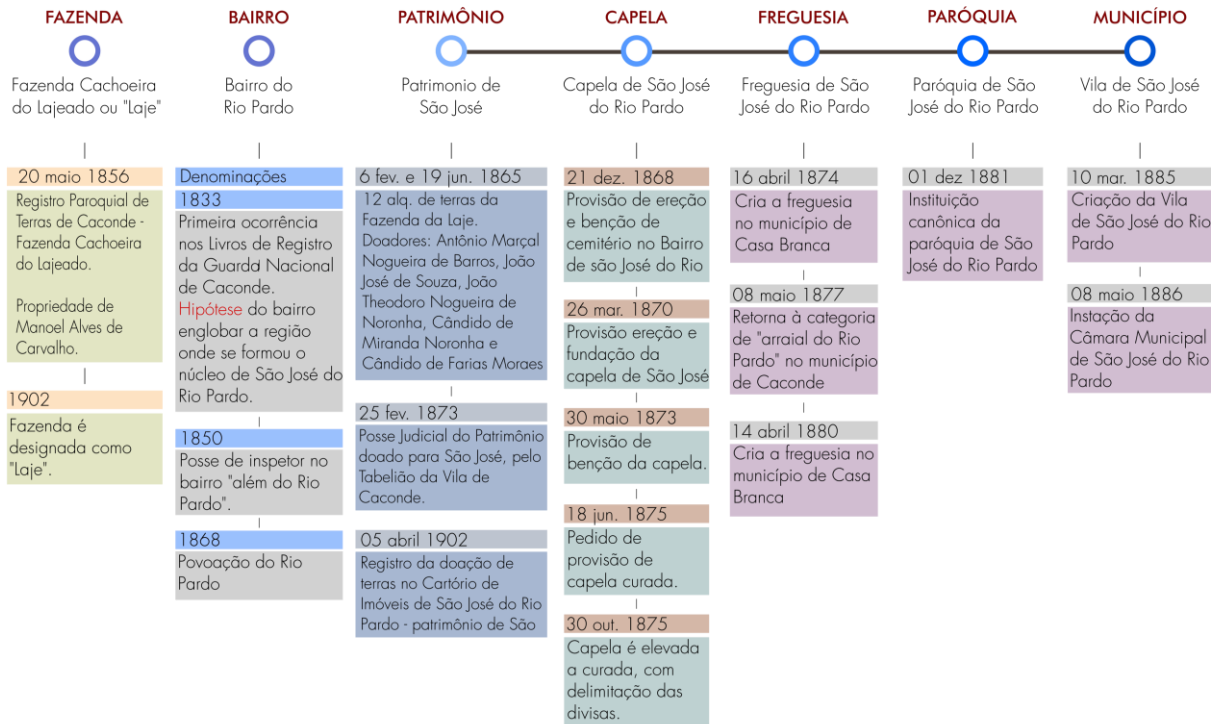 FAZENDA
Fazenda Cachoeira
do Lajeado ou "Laje"
20 maio 1856
Registro Paroquial de
Terras de Caconde -
Fazenda Cachoeira
do Lajeado.
Propriedade de
Manoel Alves de
Carvalho.
1902
Fazenda é
designada como
"Laje".
BAIRRO
Bairro do
Rio Pardo
Denominações
1833
Primeira ocorrência
nos Livros de Registro
da Guarda Nacional
de Caconde.
Hipótese do bairro
englobar a região
onde se formou o
núcleo de São José do
Rio Pardo.
1850
Posse de inspetor no
bairro "além do Rio
Pardo".
1868
Povoação do Rio
Pardo
PATRIMÔNIO
Patrimonio de
São José
6 fev. e 19 jun. 1865
12 alq. de terras da
Fazenda da Laje.
Doadores: Antônio Marçal
Nogueira de Barros, João
José de Souza, João
Theodoro Nogueira de
Noronha, Cândido de
Miranda Noronha e
Cândido de Farias Moraes
25 fev. 1873
Posse Judicial do Patrimônio
doado para São José, pelo
Tabelião da Vila de
Caconde.
05 abril 1902
Registro da doação de
terras no Cartório de
Imóveis de São José do Rio
Pardo - patrimônio de São
CAPELA
Capela de São José
do Rio Pardo
21 dez. 1868
Provisão de ereção
e benção de
cemitério no Bairro
de são José do Rio
26 mar. 1870
Provisão ereção e
fundação da
capela de São José
30 maio 1873
Provisão de
benção da capela.
18 jun. 1875
Pedido de
provisão de
capela curada.
30 out. 1875
Capela é elevada
a curada, com
delimitação das
divisas.
FREGUESIA
Freguesia de São
José do Rio Pardo
16 abril 1874
Cria a freguesia
no município de
Casa Branca
08 maio 1877
Retorna à categoria
de "arraial do Rio
Pardo" no município
de Caconde
14 abril 1880
Cria a freguesia no
município de Casa
Branca
PARÓQUIA
Paróquia de São
José do Rio Pardo
01 dez 1881
Instituição
canônica da
paróquia de São
José do Rio Pardo
MUNICÍPIO
Vila de São José
do Rio Pardo
10 mar. 1885
Criação da Vila
de São José do Rio
Pardo
08 maio 1886
Instação da
Câmara Municipal
de São José do Rio
Pardo